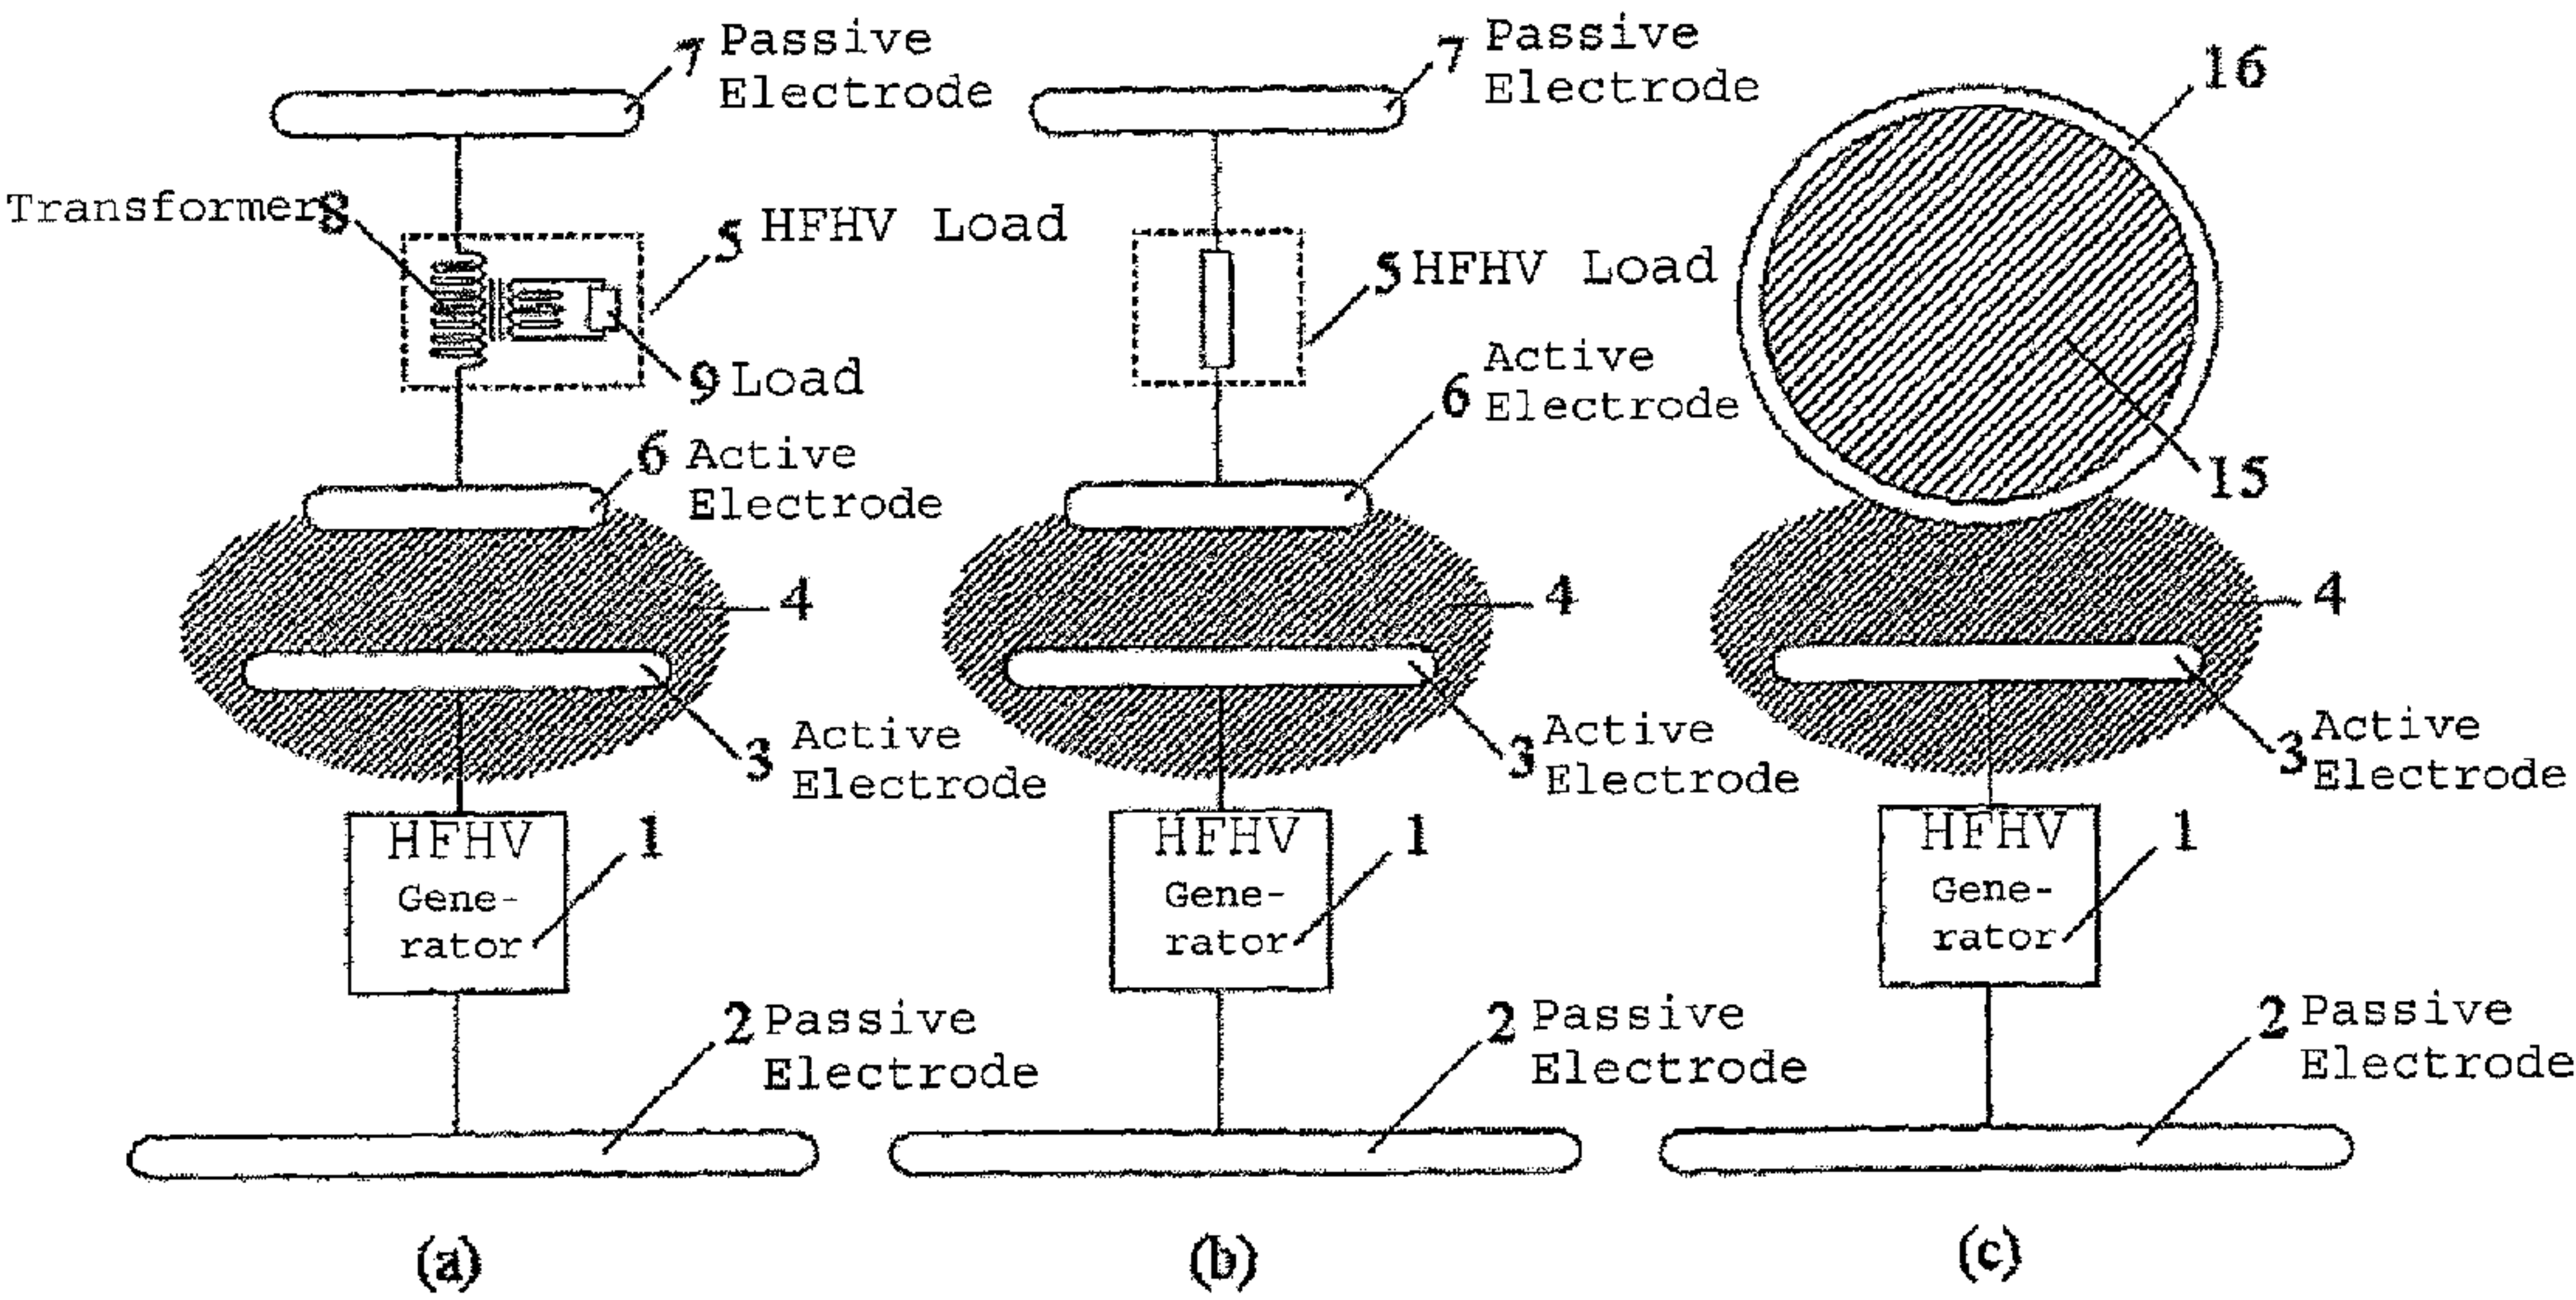 7 Passive
Electrode
Transformer 8
5 HFHV Load
9 Load
6 Active
Electrode
4
3 Active
Electrode
HFHV
Gene-
rator
1
2 Passive
Electrode
(a)
7 Passive
Electrode
5 HFHV Load
6 Active
Electrode
4
3 Active
Electrode
HFHV
Gene-
rator
1
2 Passive
Electrode
(b)
16
15
4
3 Active
Electrode
HFHV
Gene-
rator
1
2 Passive
Electrode
(c)